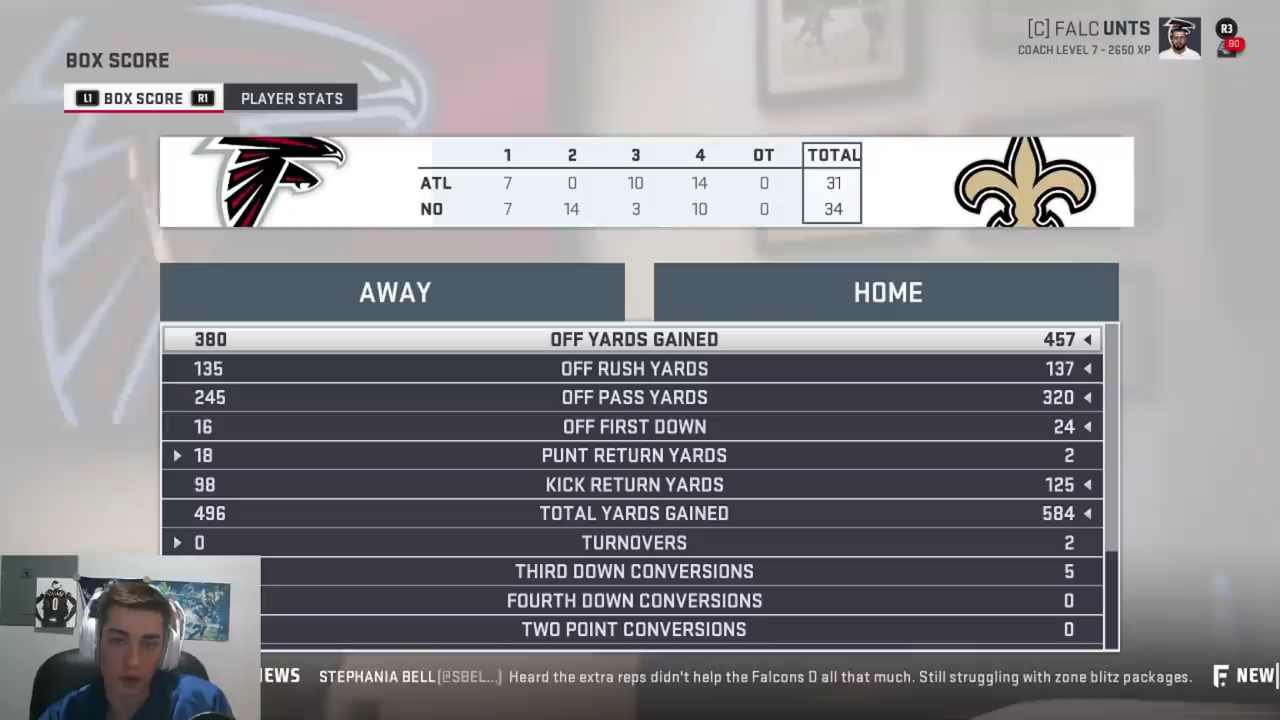 BOX SCORE
[C] FALC UNTS
COACH LEVEL 7 - 2650 XP
R3
80
L1 BOX SCORE R1 PLAYER STATS
1 2 3 4 OT TOTAL
ATL 7 0 10 14 0 31
NO 7 14 3 10 0 34
AWAY HOME
380 OFF YARDS GAINED 457
135 OFF RUSH YARDS 137
245 OFF PASS YARDS 320
16 OFF FIRST DOWN 24
18 PUNT RETURN YARDS 2
98 KICK RETURN YARDS 125
496 TOTAL YARDS GAINED 584
0 TURNOVERS 2
THIRD DOWN CONVERSIONS 5
FOURTH DOWN CONVERSIONS 0
TWO POINT CONVERSIONS 0
0
IEWS STEPHANIA BELL(@SBEL...) Heard the extra reps didn't help the Falcons D all that much. Still struggling with zone blitz packages. F NEW